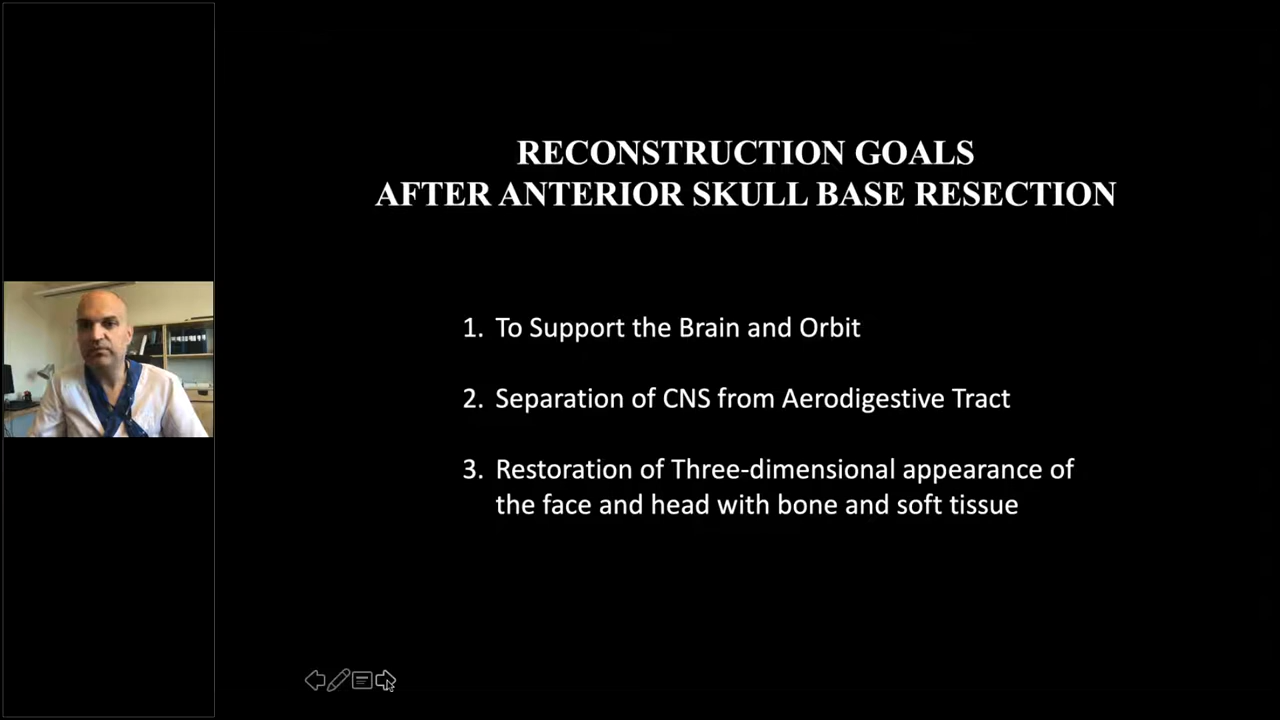 RECONSTRUCTION GOALS
AFTER ANTERIOR SKULL BASE RESECTION
1. To Support the Brain and Orbit
2. Separation of CNS from Aerodigestive Tract
3. Restoration of Three-dimensional appearance of
the face and head with bone and soft tissue